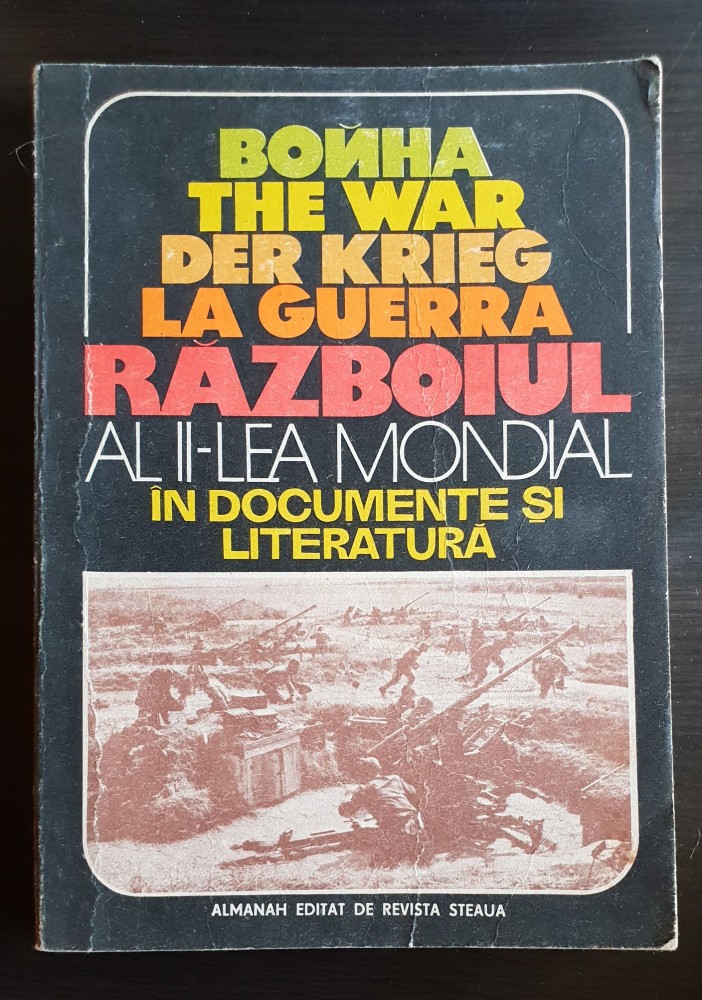 ВОЙНА
THE WAR
DER KRIEG
LA GUERRA
RĂZBOIUL
AL II-LEA MONDIAL
ÎN DOCUMENTE ȘI
LITERATURĂ
ALMANAH EDITAT DE REVISTA STEAUA